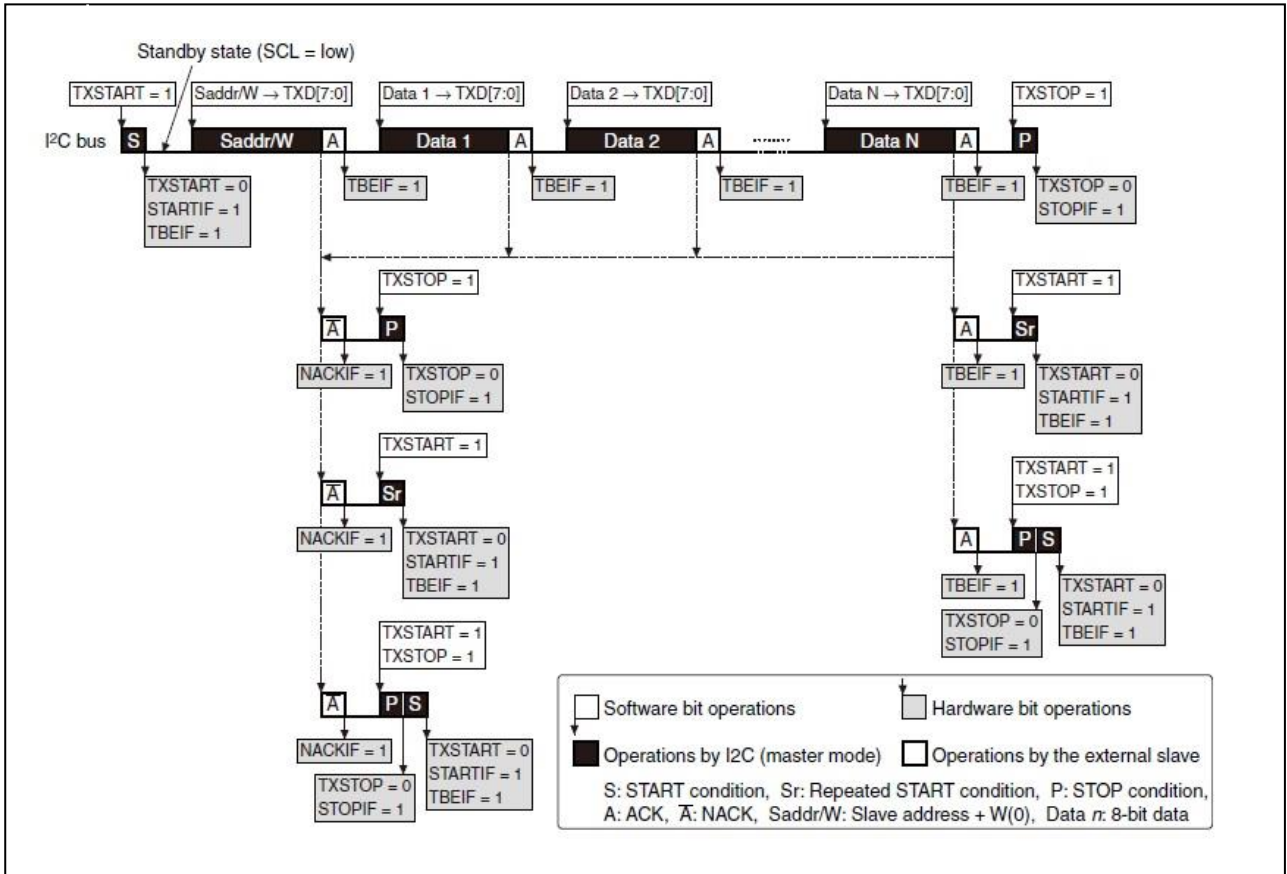 Standby state (SCL = low)
TXSTART = 1
Saddr/W → TXD[7:0]
Data 1 → TXD[7:0]
Data 2 → TXD[7:0]
Data N → TXD[7:0]
TXSTOP = 1
I²C bus
S
Saddr/W
A
Data 1
A
Data 2
A
Data N
A
P
TXSTART = 0
STARTIF = 1
TBEIF = 1
TBEIF = 1
TBEIF = 1
TBEIF = 1
TBEIF = 1
TXSTOP = 0
STOPIF = 1
TXSTOP = 1
A̅
P
NACKIF = 1
TXSTOP = 0
STOPIF = 1
TXSTART = 1
A̅
Sr
NACKIF = 1
TXSTART = 0
STARTIF = 1
TBEIF = 1
TXSTART = 1
TXSTOP = 1
A̅
P
S
NACKIF = 1
TXSTOP = 0
STOPIF = 1
TXSTART = 0
STARTIF = 1
TBEIF = 1
TXSTART = 1
A
Sr
TBEIF = 1
TXSTART = 0
STARTIF = 1
TBEIF = 1
TXSTART = 1
TXSTOP = 1
A
P
S
TBEIF = 1
TXSTOP = 0
STOPIF = 1
TXSTART = 0
STARTIF = 1
TBEIF = 1
Software bit operations
Hardware bit operations
Operations by I2C (master mode)
Operations by the external slave
S: START condition, Sr: Repeated START condition, P: STOP condition,
A: ACK, A̅: NACK, Saddr/W: Slave address + W(0), Data n: 8-bit data